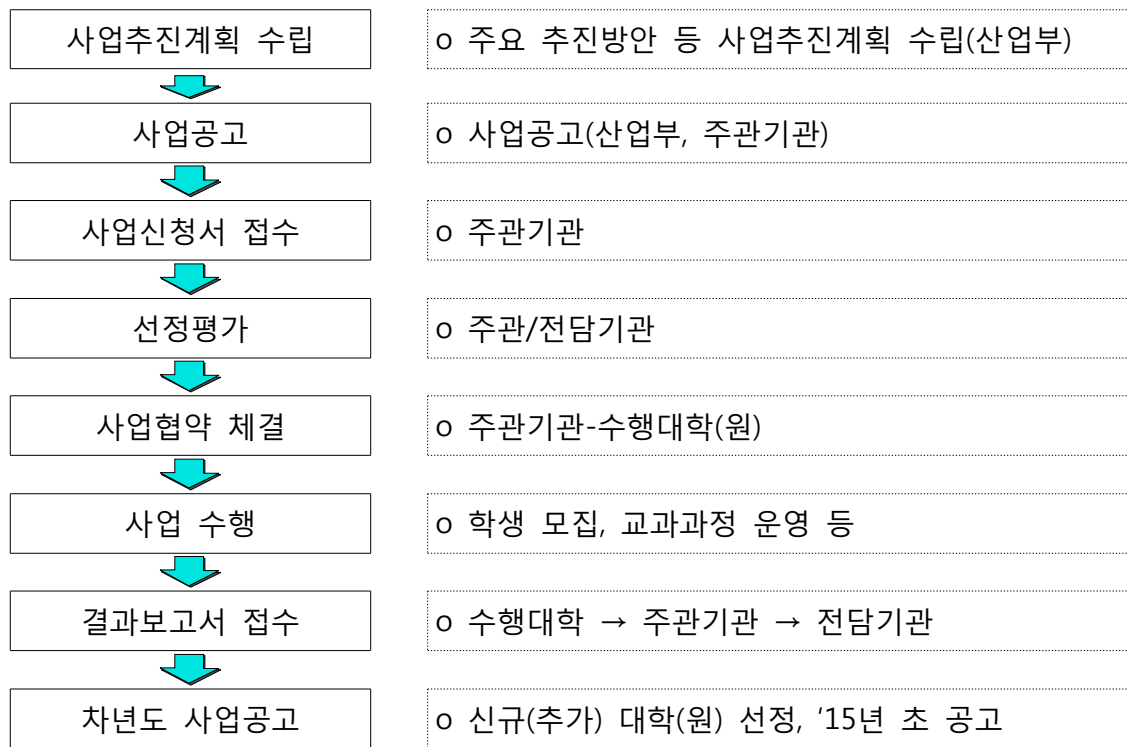 사업추진계획 수립
o 주요 추진방안 등 사업추진계획 수립(산업부)
사업공고
o 사업공고(산업부, 주관기관)
사업신청서 접수
o 주관기관
선정평가
o 주관/전담기관
사업협약 체결
o 주관기관-수행대학(원)
사업 수행
o 학생 모집, 교과과정 운영 등
결과보고서 접수
o 수행대학 → 주관기관 → 전담기관
차년도 사업공고
o 신규(추가) 대학(원) 선정, '15년 초 공고